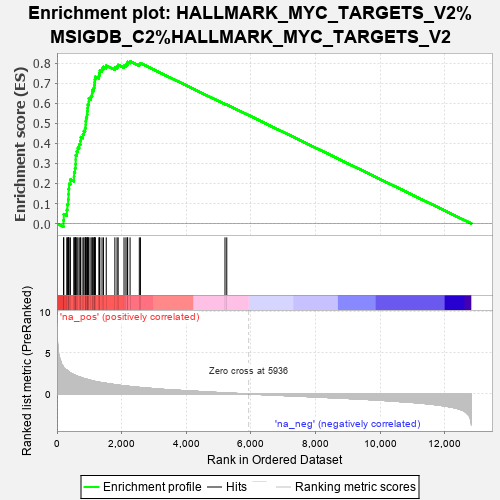 Enrichment plot: HALLMARK_MYC_TARGETS_V2%
MSIGDB_C2%HALLMARK_MYC_TARGETS_V2
Enrichment score (ES)
0.8
0.7
0.6
0.5
0.4
0.3
0.2
0.1
0.0
'na_pos' (positively correlated)
Ranked list metric (PreRanked)
10
5
0
Zero cross at 5936
'na_neg' (negatively correlated)
0
2,000
4,000
6,000
8,000
10,000
12,000
Rank in Ordered Dataset
Enrichment profile
Hits
Ranking metric scores